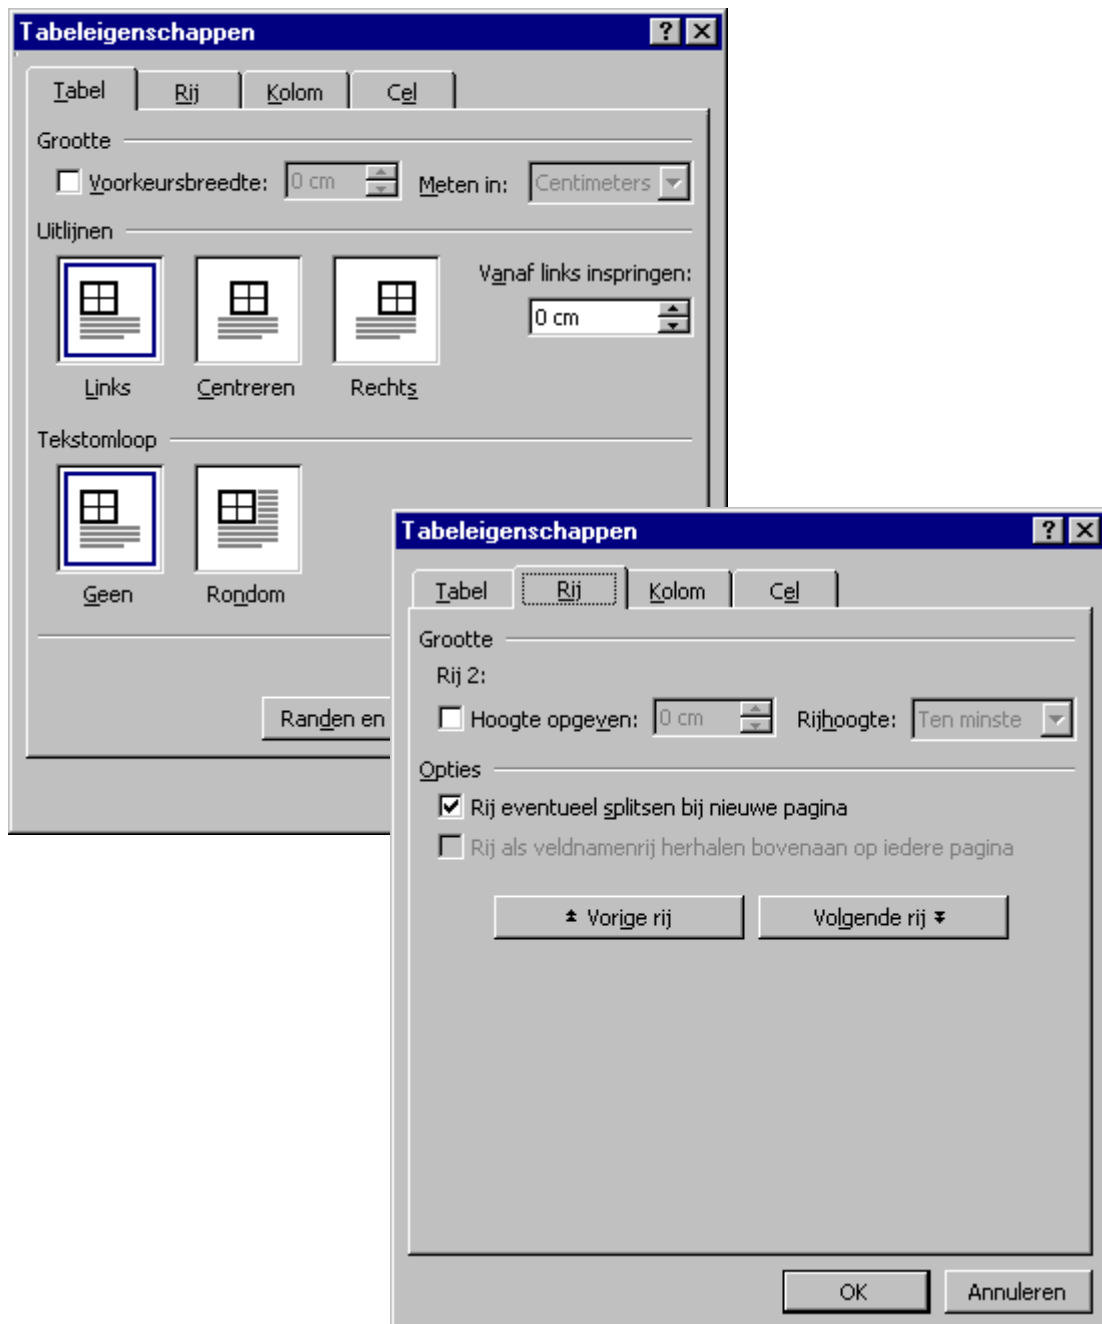 Tabeleigenschappen
Tabel Rij Kolom Cel
Grootte
Voorkeursbreedte: 0 cm Meten in: Centimeters
Uitlijnen
Vanaf links inspringen:
0 cm
Links Centreren Rechts
Tekstomloop
Geen Rondom
Randen en
Tabeleigenschappen
Tabel Rij Kolom Cel
Grootte
Rij 2:
Hoogte opgeven: 0 cm Rijhoogte: Ten minste
Opties
Rij eventueel splitsen bij nieuwe pagina
Rij als veldnamenrij herhalen bovenaan op iedere pagina
Vorige rij Volgende rij
OK Annuleren